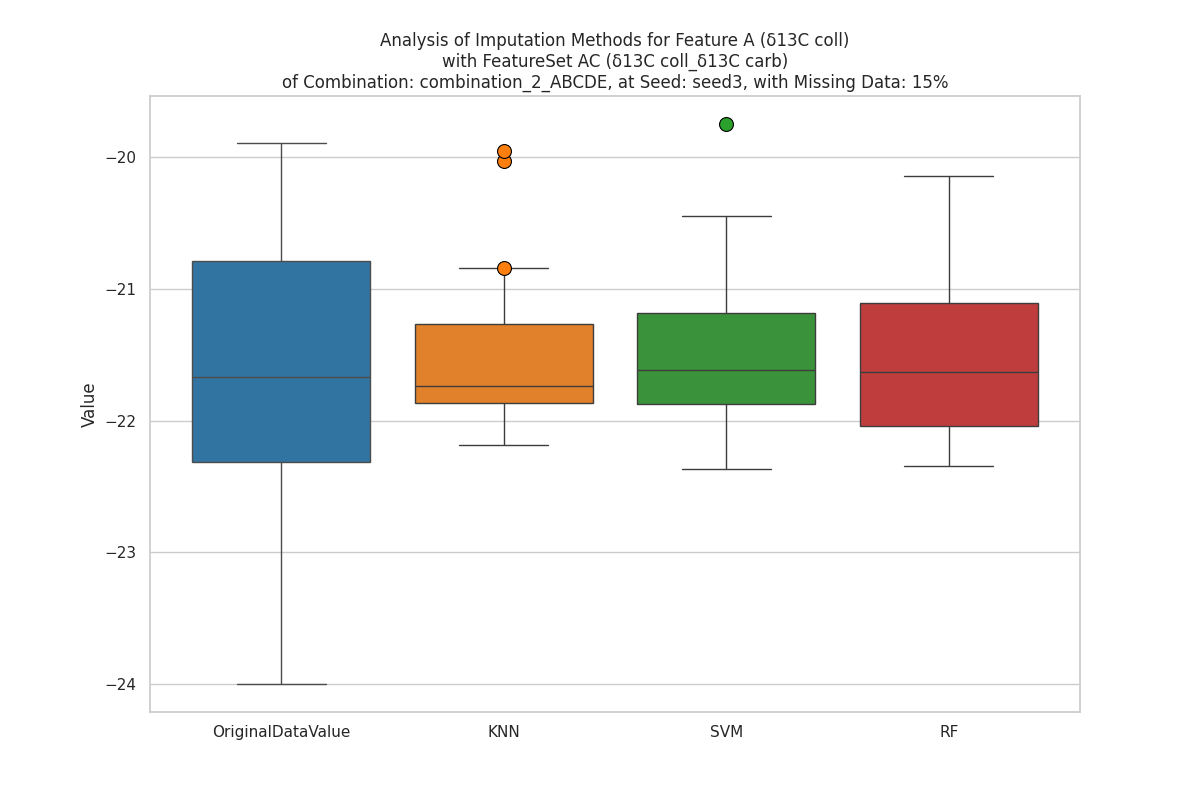 Analysis of Imputation Methods for Feature A (δ13C coll)
with FeatureSet AC (δ13C coll_δ13C carb)
of Combination: combination_2_ABCDE, at Seed: seed3, with Missing Data: 15%
Value
−20
−21
−22
−23
−24
OriginalDataValue
KNN
SVM
RF